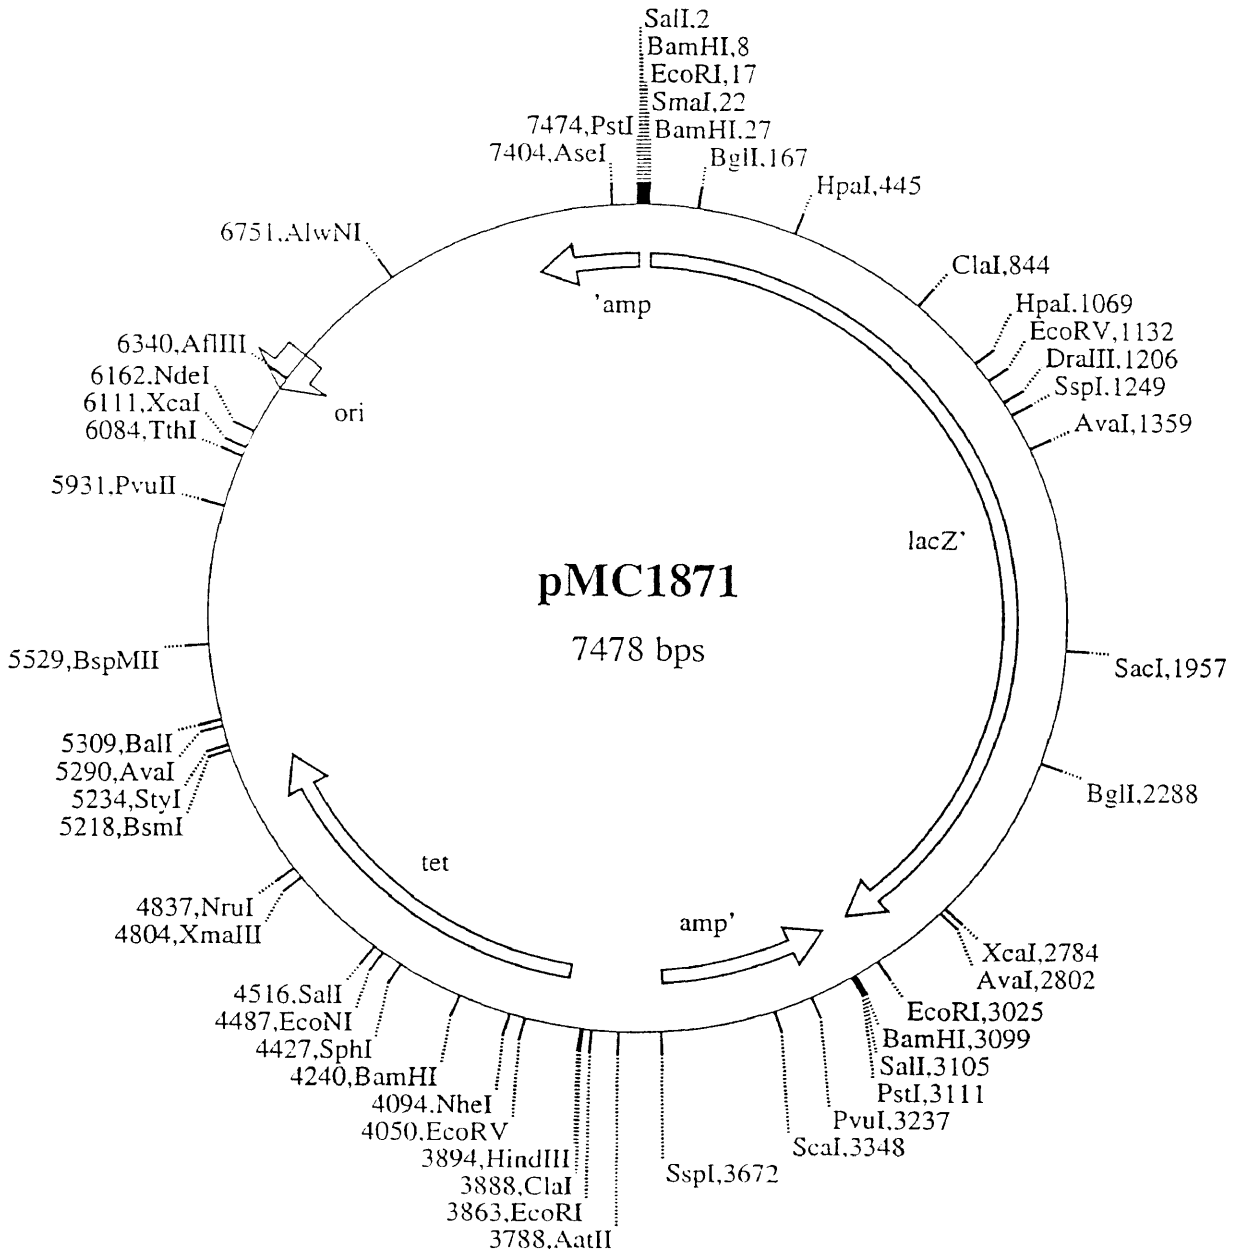 SalI.2
BamHI,8
EcoRI,17
SmaI,22
BamHI.27
7474,PstI
7404,AseI
BglI,167
HpaI,445
6751,AlwNI
ClaI,844
HpaI.1069
EcoRV,1132
DraIII,1206
SspI,1249
AvaI,1359
'amp
6340,AflIII
6162.NdeI
6111,XcaI
6084,TthI
ori
5931,PvuII
lacZ'
pMC1871
7478 bps
5529,BspMII
SacI,1957
5309,BalI
5290,AvaI
5234,StyI
5218,BsmI
BglI,2288
tet
amp'
4837,NruI
4804,XmaIII
XcaI,2784
AvaI,2802
4516,SalI
4487,EcoNI
4427,SphI
4240,BamHI
4094.NheI
4050,EcoRV
3894,HindIII
3888,ClaI
3863,EcoRI
3788,AatII
EcoRI,3025
BamHI,3099
SalI,3105
PstI,3111
PvuI,3237
ScaI,3348
SspI,3672